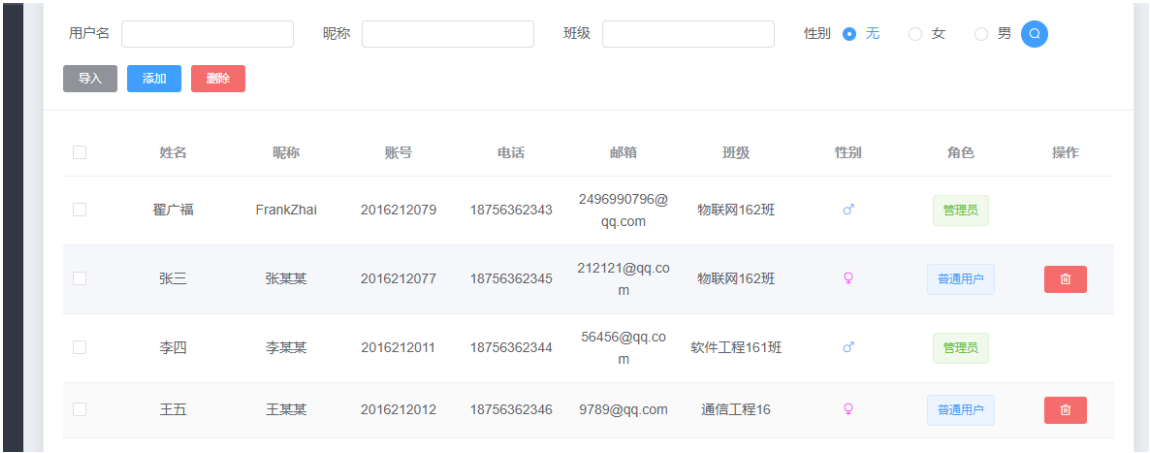 用户名 昵称 班级 性别 无 女 男
导入 添加 删除
姓名 昵称 账号 电话 邮箱 班级 性别 角色 操作
翟广福 FrankZhai 2016212079 18756362343 2496990796@qq.com 物联网162班 ♂ 管理员
张三 张某某 2016212077 18756362345 212121@qq.com 物联网162班 ♀ 普通用户
李四 李某某 2016212011 18756362344 56456@qq.com 软件工程161班 ♂ 管理员
王五 王某某 2016212012 18756362346 9789@qq.com 通信工程16 ♀ 普通用户